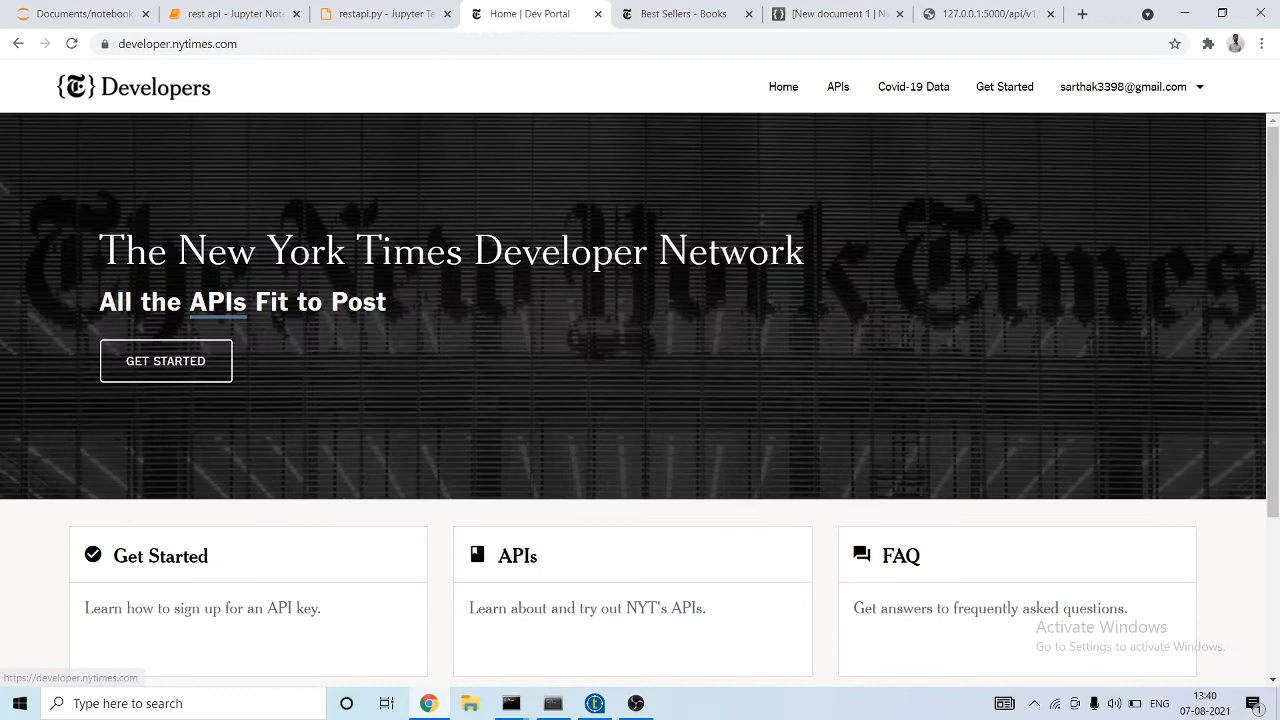 Documents/
rest api - Jupyter Note
restapi.py - Jupyter Te
Home | Dev Portal
Best Sellers - Books
[New document 1 | Ny
127.0.0.1:5000/api/v1/
developer.nytimes.com
{T} Developers
Home
APIs
Covid-19 Data
Get Started
sarthak3398@gmail.com
The New York Times Developer Network
All the APIs Fit to Post
GET STARTED
Get Started
Learn how to sign up for an API key.
APIs
Learn about and try out NYT's APIs.
FAQ
Get answers to frequently asked questions.
Activate Windows
Go to Settings to activate Windows.
https://developer.nytimes.com
Type here to search
ENG
13:40
07-08-2021
1